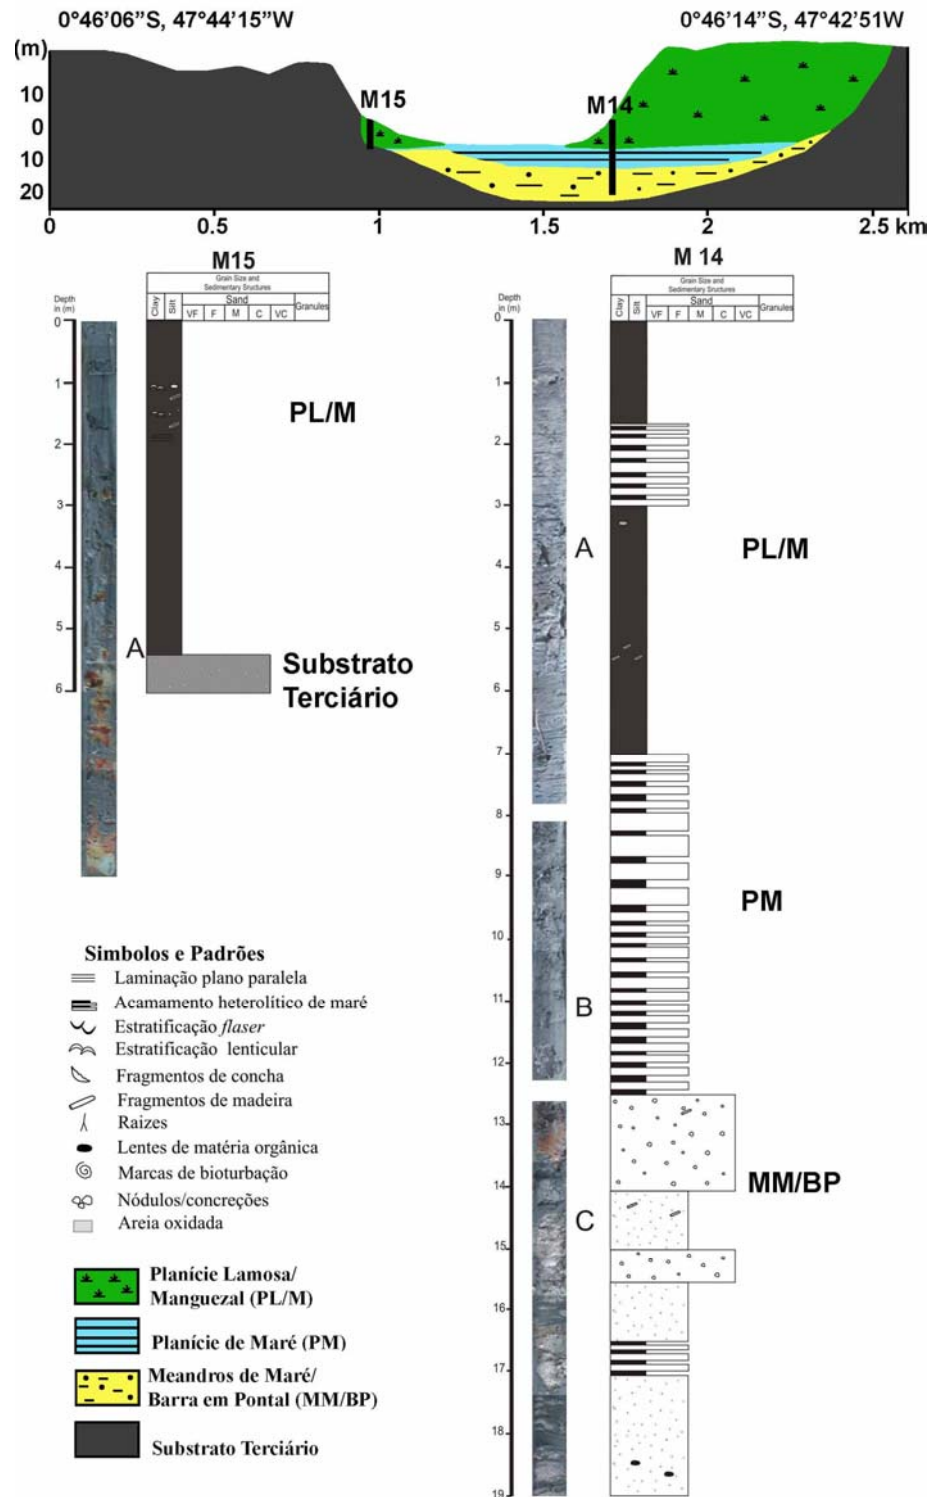 0°46'06”S, 47°44'15”W
0°46'14”S, 47°42'51W
(m)
10
0
10
20
M15
M14
0
0.5
1
1.5
2
2.5 km
M15
Grain Size and
Sedimentary Sructures
Depth
in (m)
Clay
Silt
Sand
VF
F
M
C
VC
Granules
0
1
2
3
4
5
6
PL/M
A
Substrato
Terciário
M 14
Grain Size and
Sedimentary Sructures
Depth
in (m)
Clay
Silt
Sand
VF
F
M
C
VC
Granules
0
1
2
3
4
5
6
7
8
9
10
11
12
13
14
15
16
17
18
19
A
PL/M
PM
B
MM/BP
C
Simbolos e Padrões
Laminação plano paralela
Acamamento heterolítico de maré
Estratificação flaser
Estratificação lenticular
Fragmentos de concha
Fragmentos de madeira
Raizes
Lentes de matéria orgânica
Marcas de bioturbação
Nódulos/concreções
Areia oxidada
Planície Lamosa/
Manguezal (PL/M)
Planície de Maré (PM)
Meandros de Maré/
Barra em Pontal (MM/BP)
Substrato Terciário